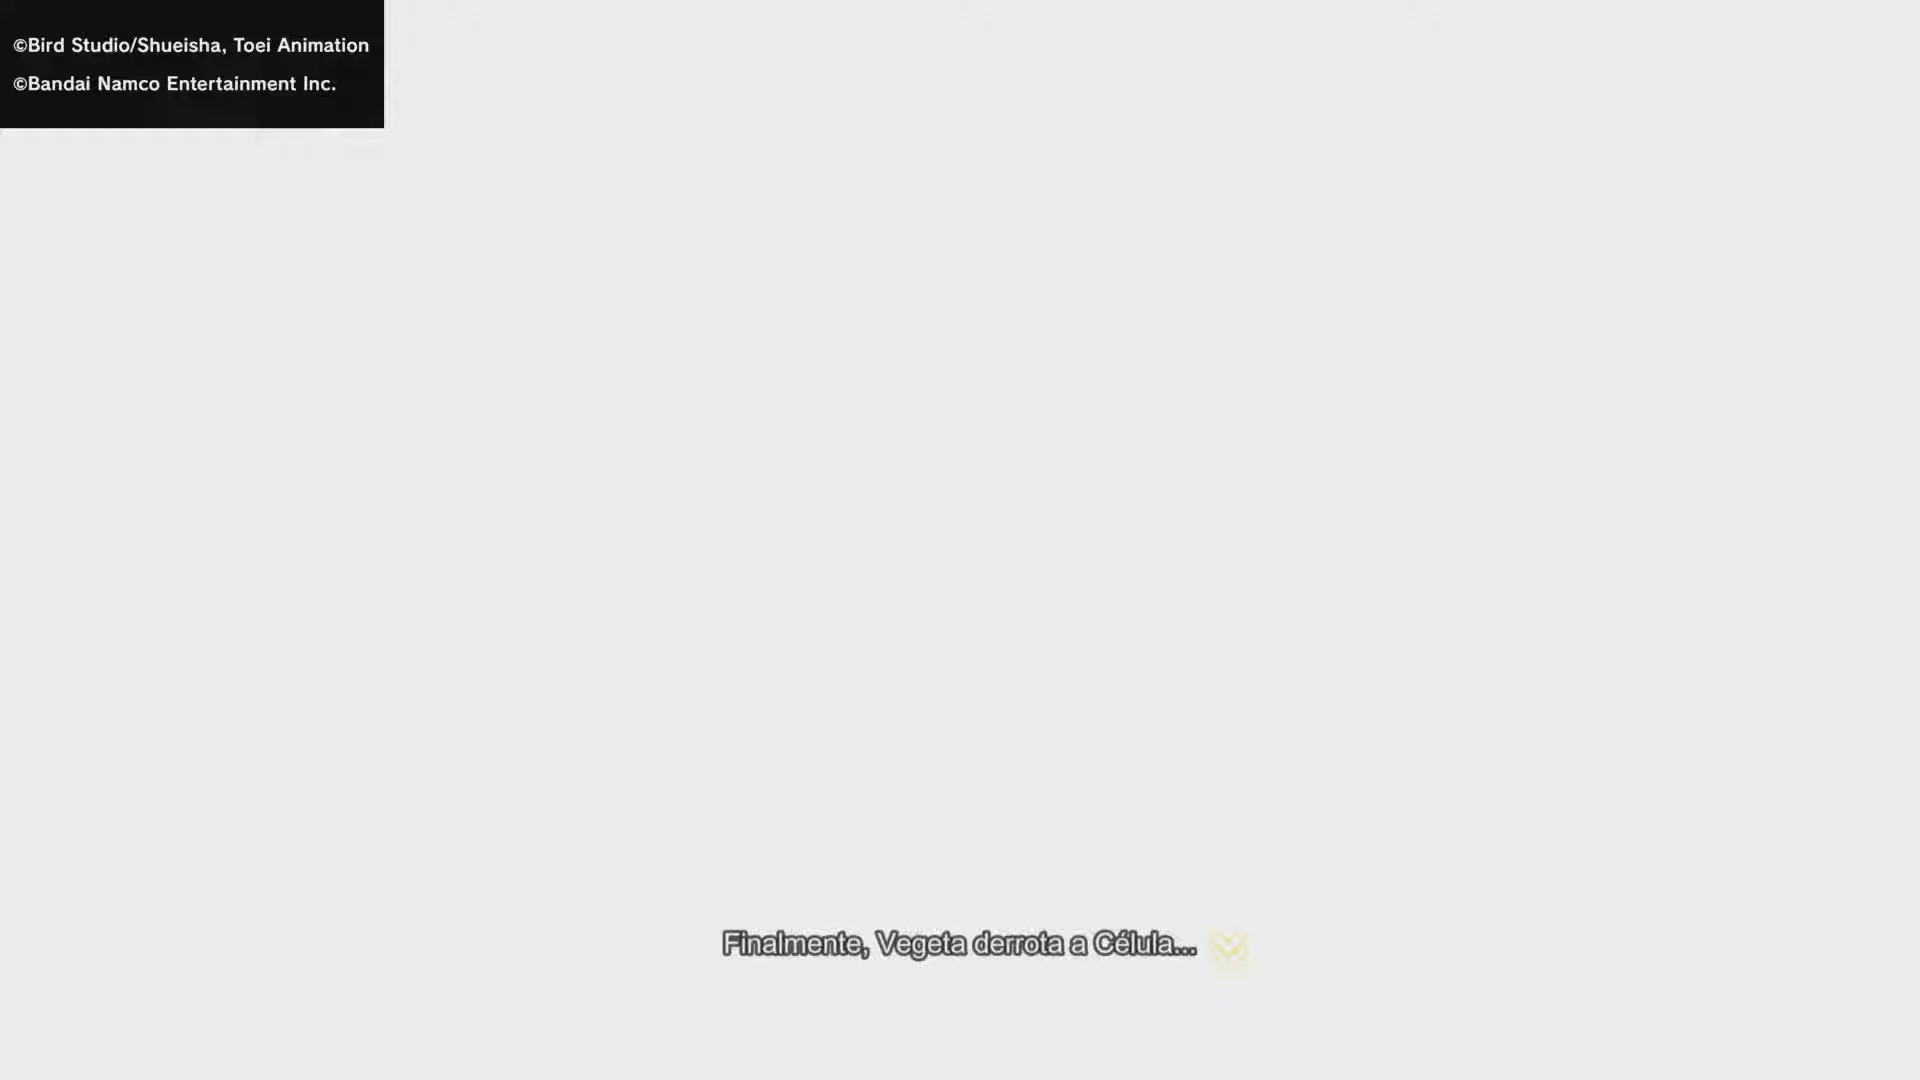 ©Bird Studio/Shueisha, Toei Animation
©Bandai Namco Entertainment Inc.
Finalmente, Vegeta derrota a Célula...